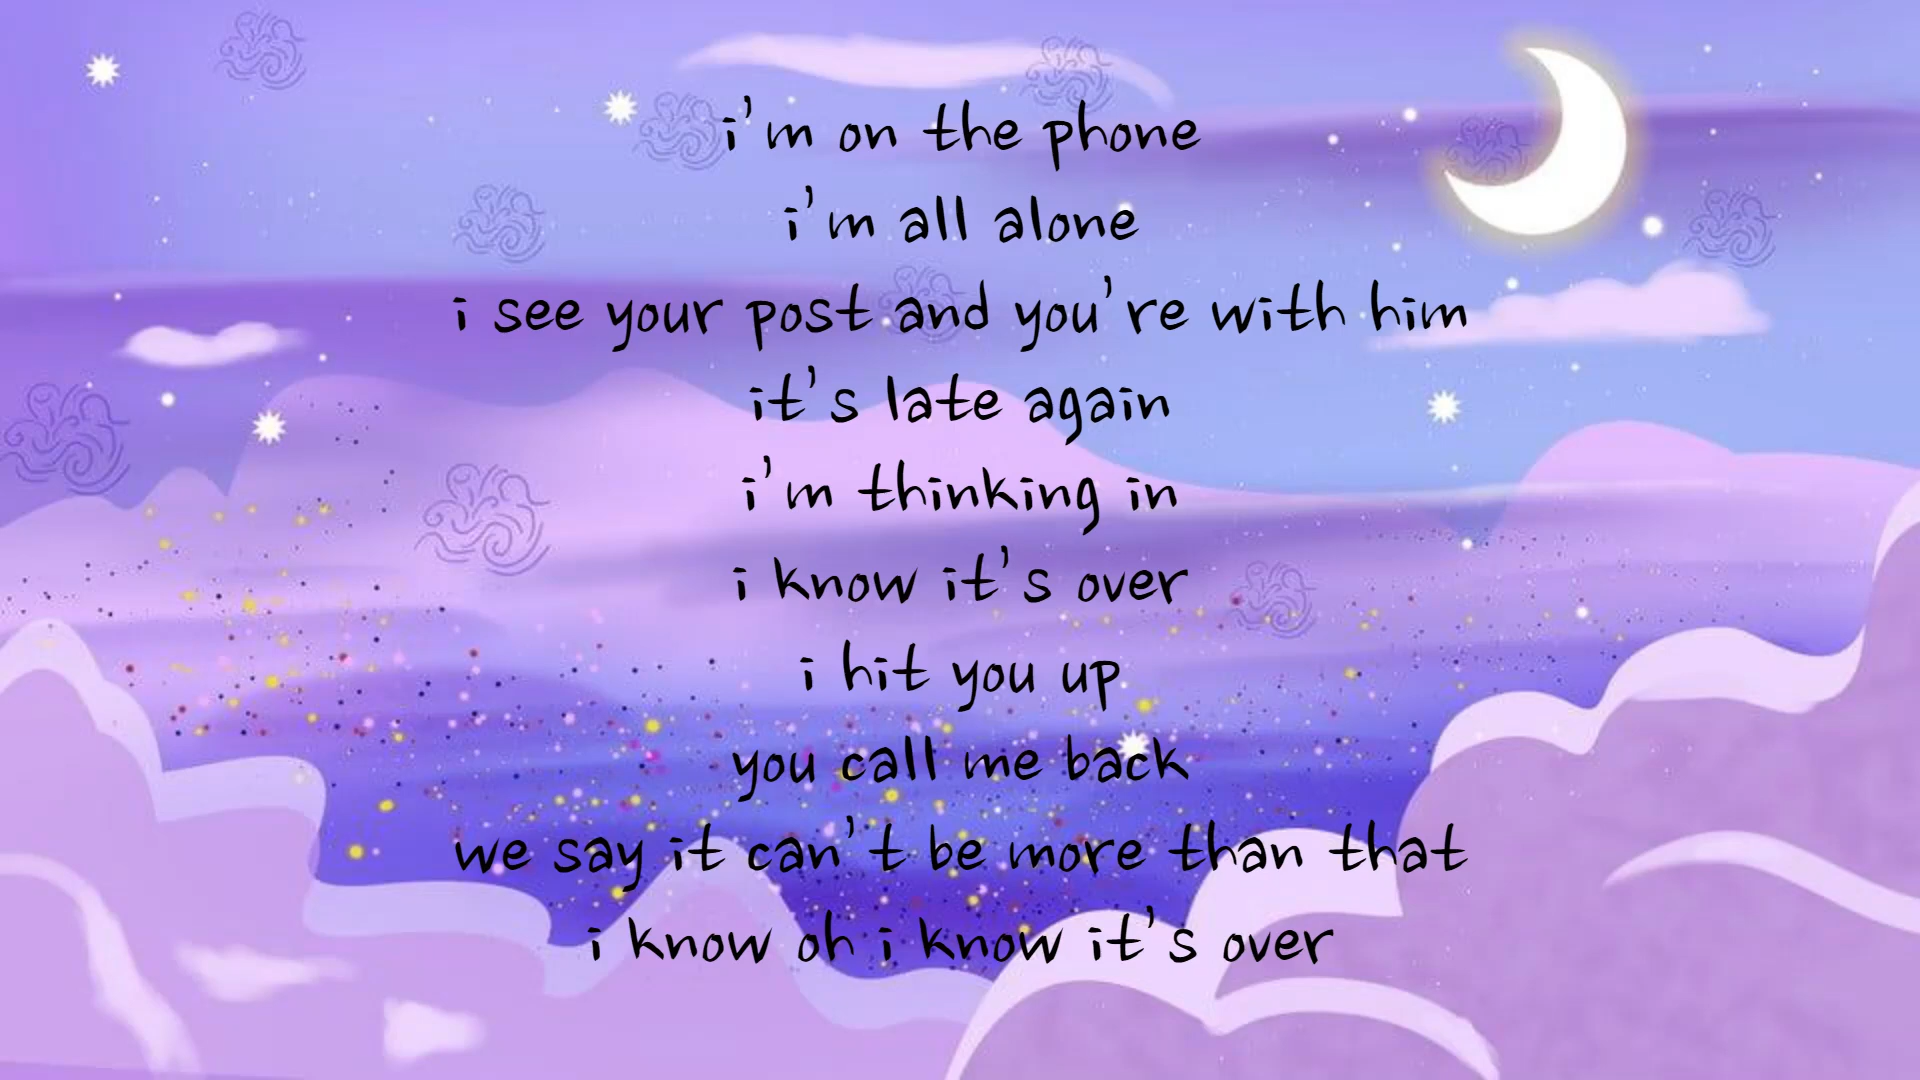 i'm on the phone
i'm all alone
i see your post and you're with him
it's late again
i'm thinking in
i know it's over
i hit you up
you call me back
we say it can't be more than that
i know oh i know it's over